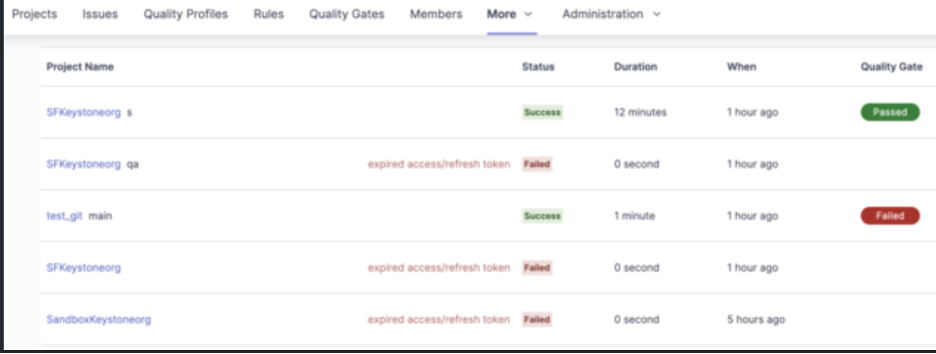 Projects Issues Quality Profiles Rules Quality Gates Members More Administration
Project Name Status Duration When Quality Gate
SFKeystoneorg s Success 12 minutes 1 hour ago Passed
SFKeystoneorg qa expired access/refresh token Failed 0 second 1 hour ago
test_git main Success 1 minute 1 hour ago Failed
SFKeystoneorg expired access/refresh token Failed 0 second 1 hour ago
SandboxKeystoneorg expired access/refresh token Failed 0 second 5 hours ago